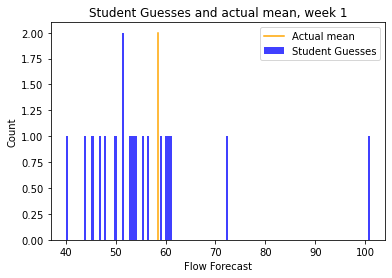 Student Guesses and actual mean, week 1
Actual mean
Student Guesses
Count
2.00
1.75
1.50
1.25
1.00
0.75
0.50
0.25
0.00
40 50 60 70 80 90 100
Flow Forecast